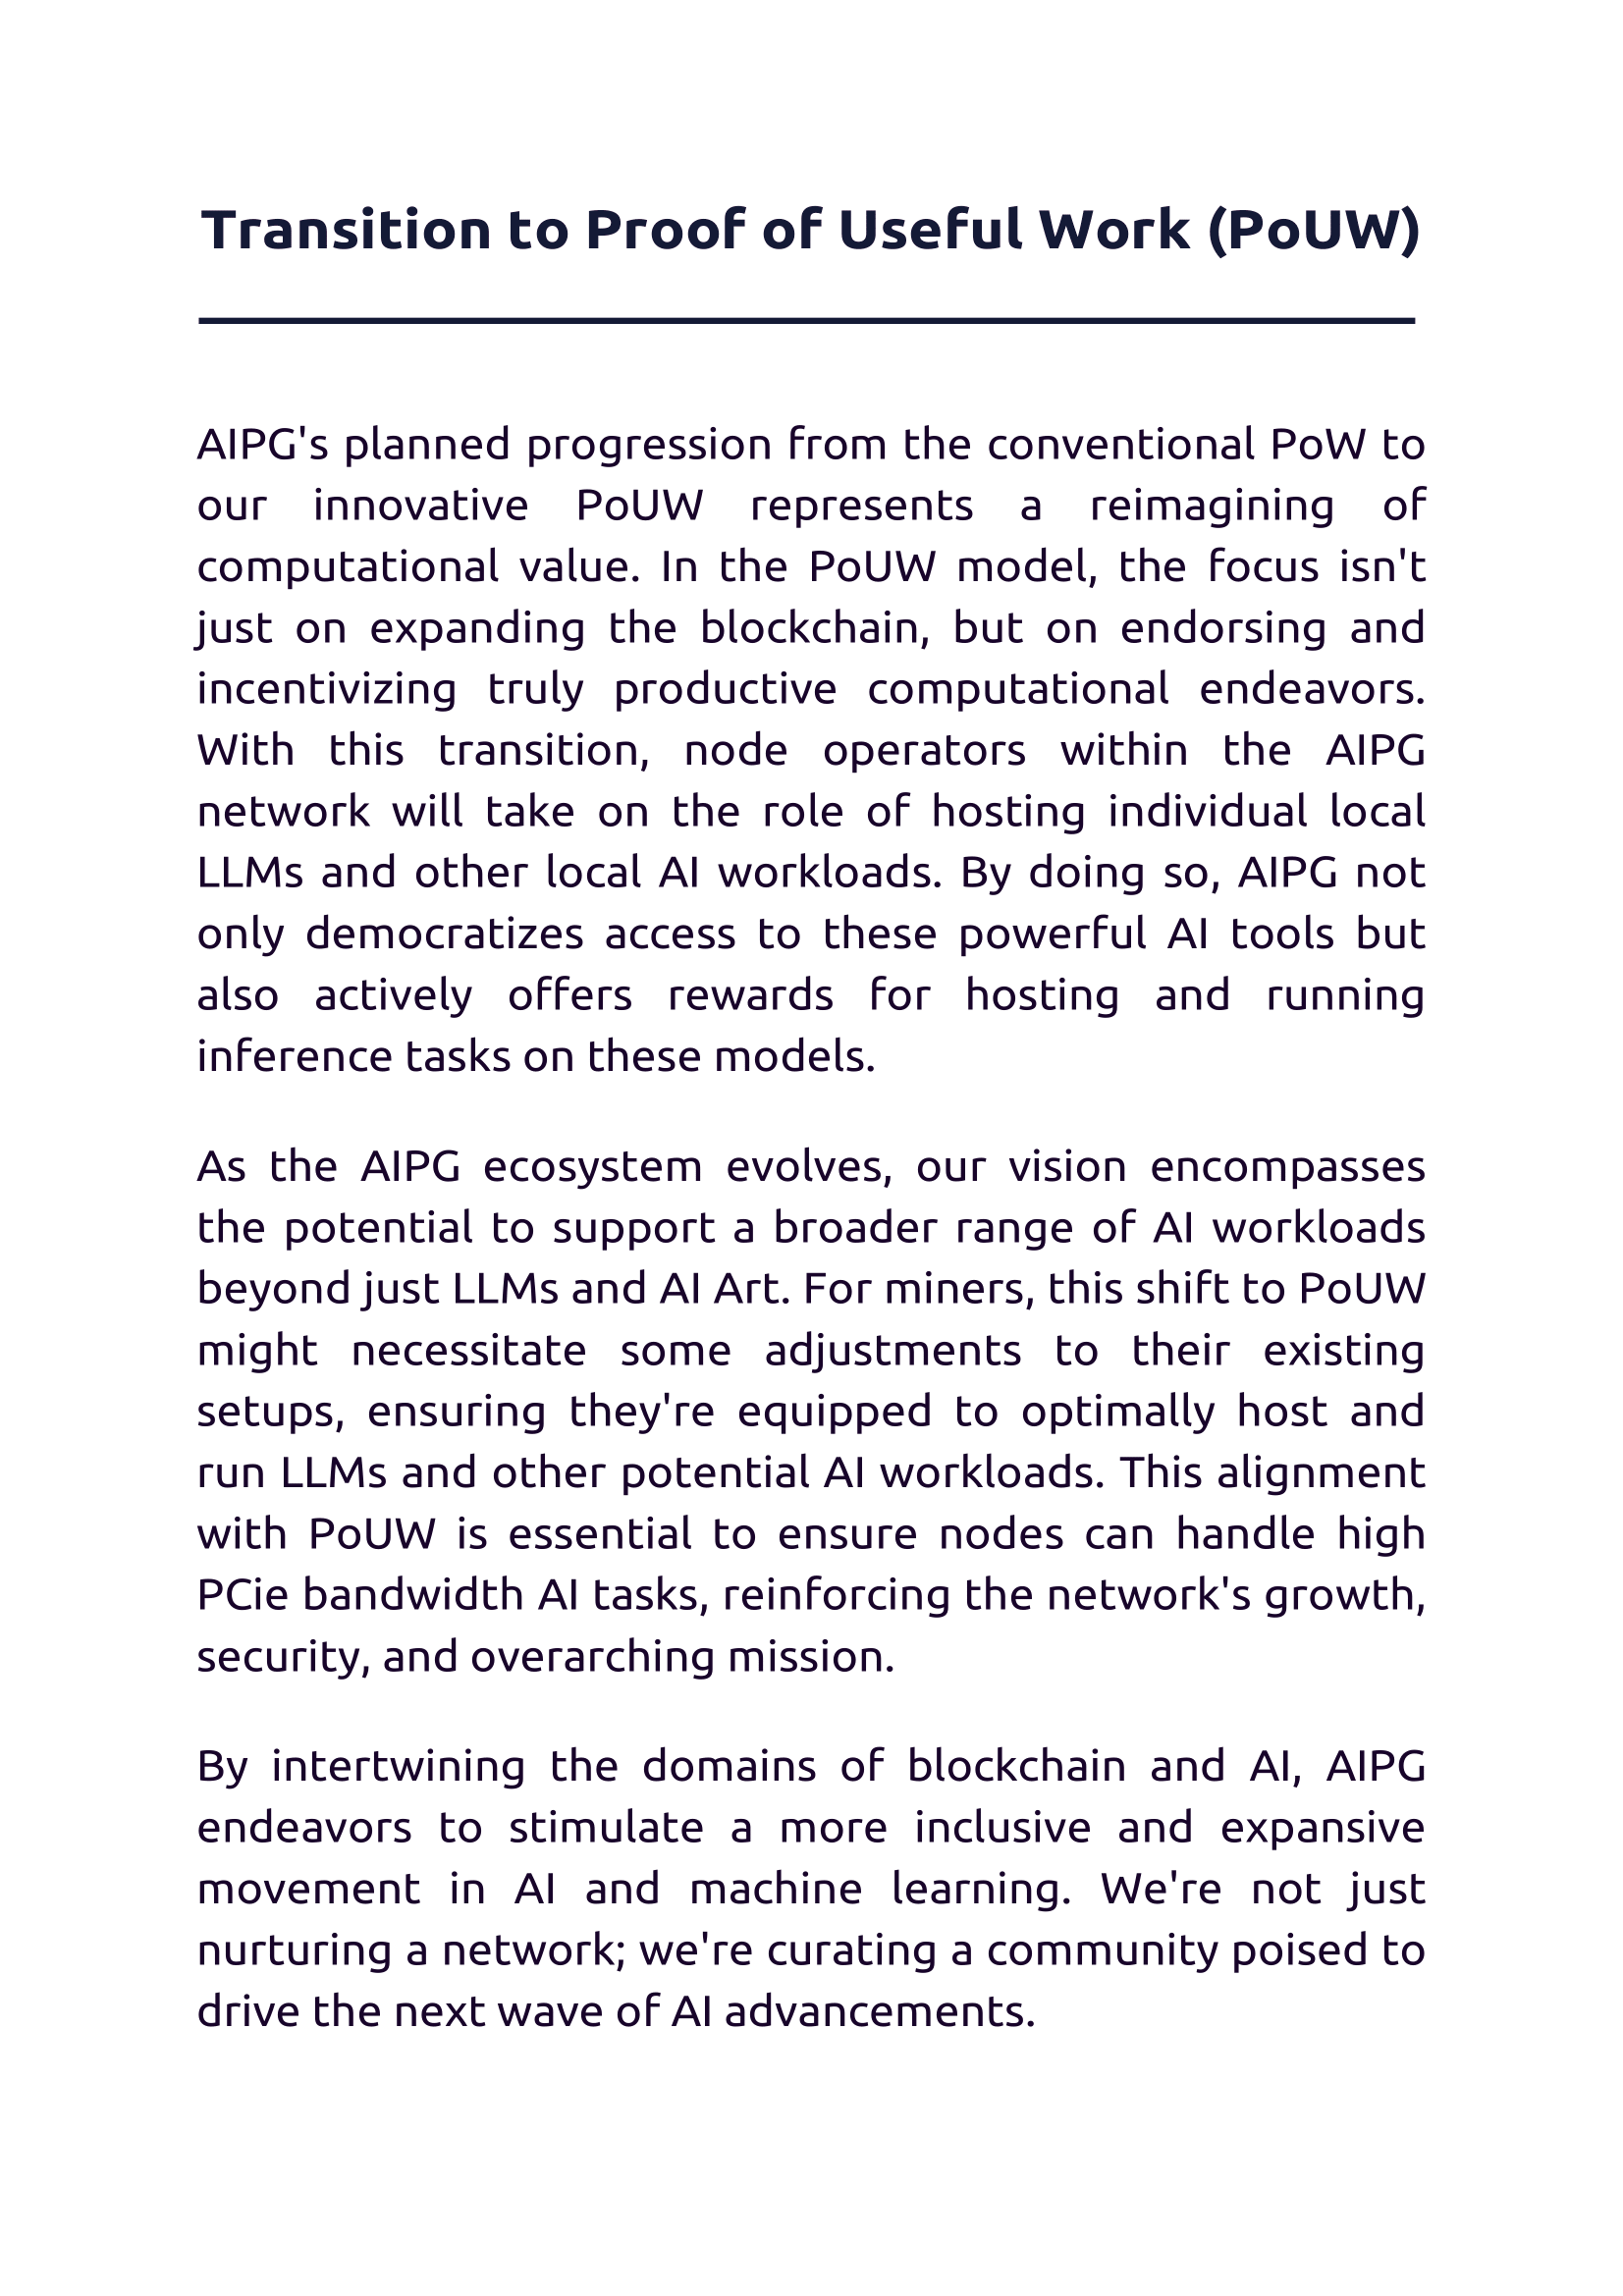 Transition to Proof of Useful Work (PoUW)
AIPG's planned progression from the conventional PoW to
our innovative PoUW represents a reimagining of
computational value. In the PoUW model, the focus isn't
just on expanding the blockchain, but on endorsing and
incentivizing truly productive computational endeavors.
With this transition, node operators within the AIPG
network will take on the role of hosting individual local
LLMs and other local AI workloads. By doing so, AIPG not
only democratizes access to these powerful AI tools but
also actively offers rewards for hosting and running
inference tasks on these models.
As the AIPG ecosystem evolves, our vision encompasses
the potential to support a broader range of AI workloads
beyond just LLMs and AI Art. For miners, this shift to PoUW
might necessitate some adjustments to their existing
setups, ensuring they're equipped to optimally host and
run LLMs and other potential AI workloads. This alignment
with PoUW is essential to ensure nodes can handle high
PCie bandwidth AI tasks, reinforcing the network's growth,
security, and overarching mission.
By intertwining the domains of blockchain and AI, AIPG
endeavors to stimulate a more inclusive and expansive
movement in AI and machine learning. We're not just
nurturing a network; we're curating a community poised to
drive the next wave of AI advancements.